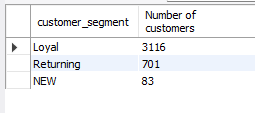 customer_segment Number of customers
Loyal 3116
Returning 701
NEW 83